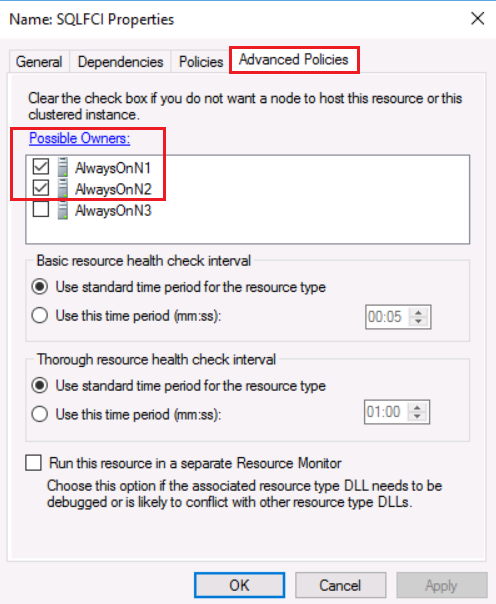 Name: SQLFCI Properties
General
Dependencies
Policies
Advanced Policies
Clear the check box if you do not want a node to host this resource or this
clustered instance.
Possible Owners:
AlwaysOnN1
AlwaysOnN2
AlwaysOnN3
Basic resource health check interval
Use standard time period for the resource type
Use this time period (mm:ss):
00:05
Thorough resource health check interval
Use standard time period for the resource type
Use this time period (mm:ss):
01:00
Run this resource in a separate Resource Monitor
Choose this option if the associated resource type DLL needs to be
debugged or is likely to conflict with other resource type DLLs.
OK
Cancel
Apply